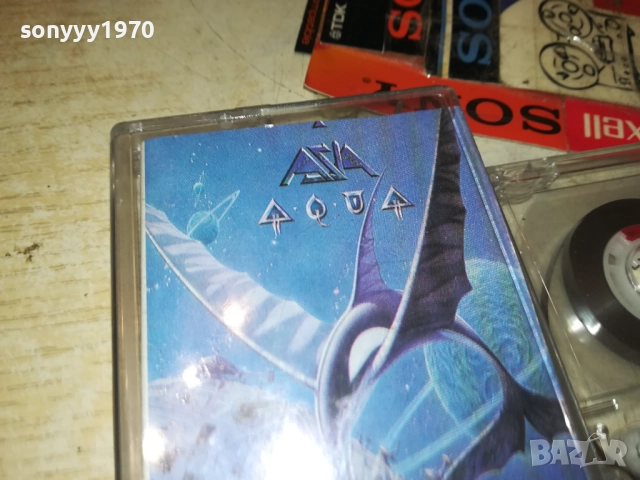 sonyyy1970
TDK
SO
SO
SONY
xell
ASIA
AQUA
BAZAR